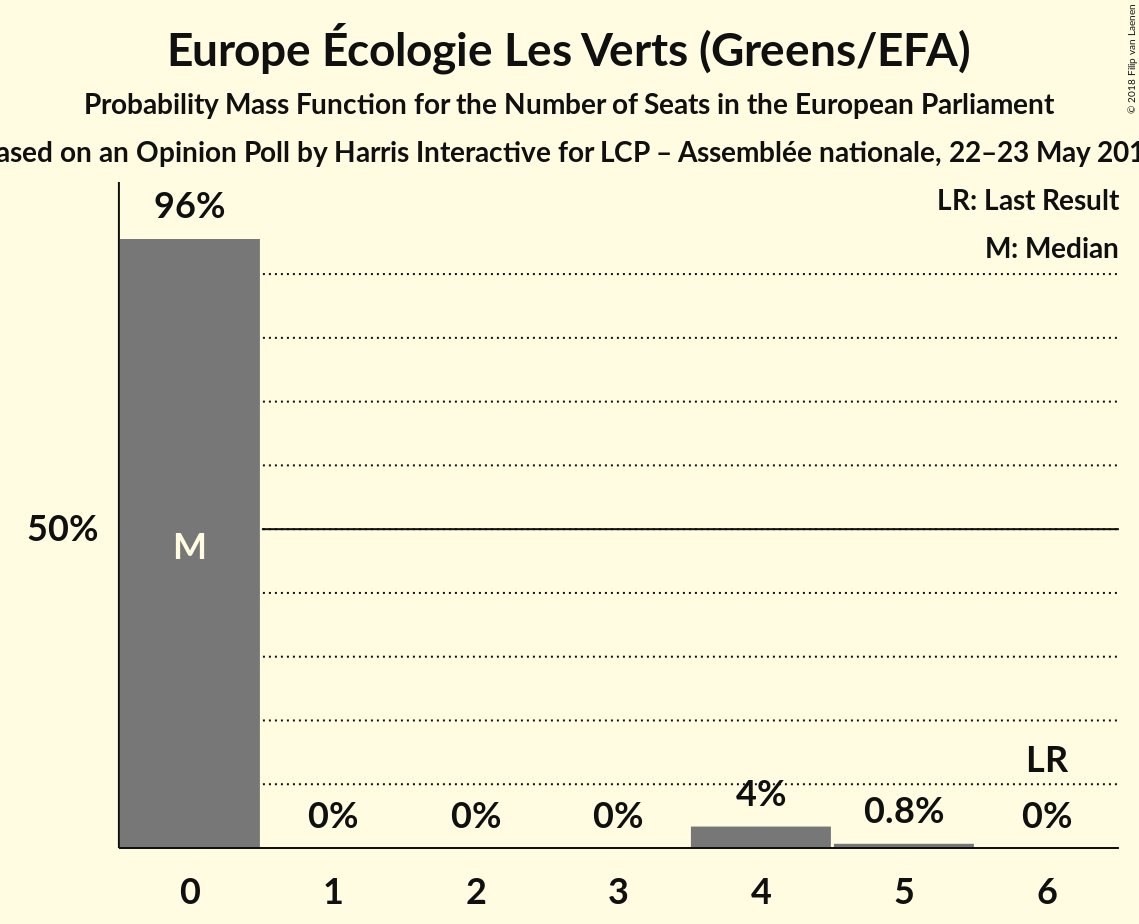 Europe Écologie Les Verts (Greens/EFA)
Probability Mass Function for the Number of Seats in the European Parliament
on an Opinion Poll by Harris Interactive for LCP – Assemblée nationale, 22–23 May
© 2018 Filip van Laenen
LR: Last Result
M: Median
96%
50%
M
LR
0%
0%
0%
4%
0.8%
0%
0 1 2 3 4 5 6